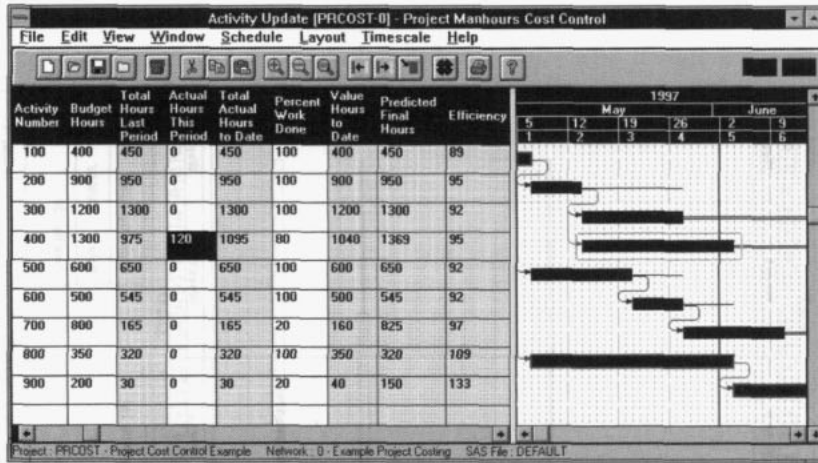 Activity Update [PRCOST-0] - Project Manhours Cost Control
File Edit View Window Schedule Layout Timescale Help
Activity Number Budget Hours Total Hours Last Period Actual Hours This Period Total Actual Hours to Date Percent Work Done Value Hours to Date Predicted Final Hours Efficiency
1997
May June
5 12 19 26 2 9
1 2 3 4 5 6
100 400 450 0 450 100 400 450 89
200 900 950 0 950 100 900 950 95
300 1200 1300 0 1300 100 1200 1300 92
400 1300 975 120 1095 80 1040 1369 95
500 600 650 0 650 100 600 650 92
600 500 545 0 545 100 500 545 92
700 800 165 0 165 20 160 825 97
800 350 320 0 320 100 350 320 109
900 200 30 0 30 20 40 150 133
Project : PRCOST - Project Cost Control Example Network : 0 - Example Project Costing SAS File : DEFAULT